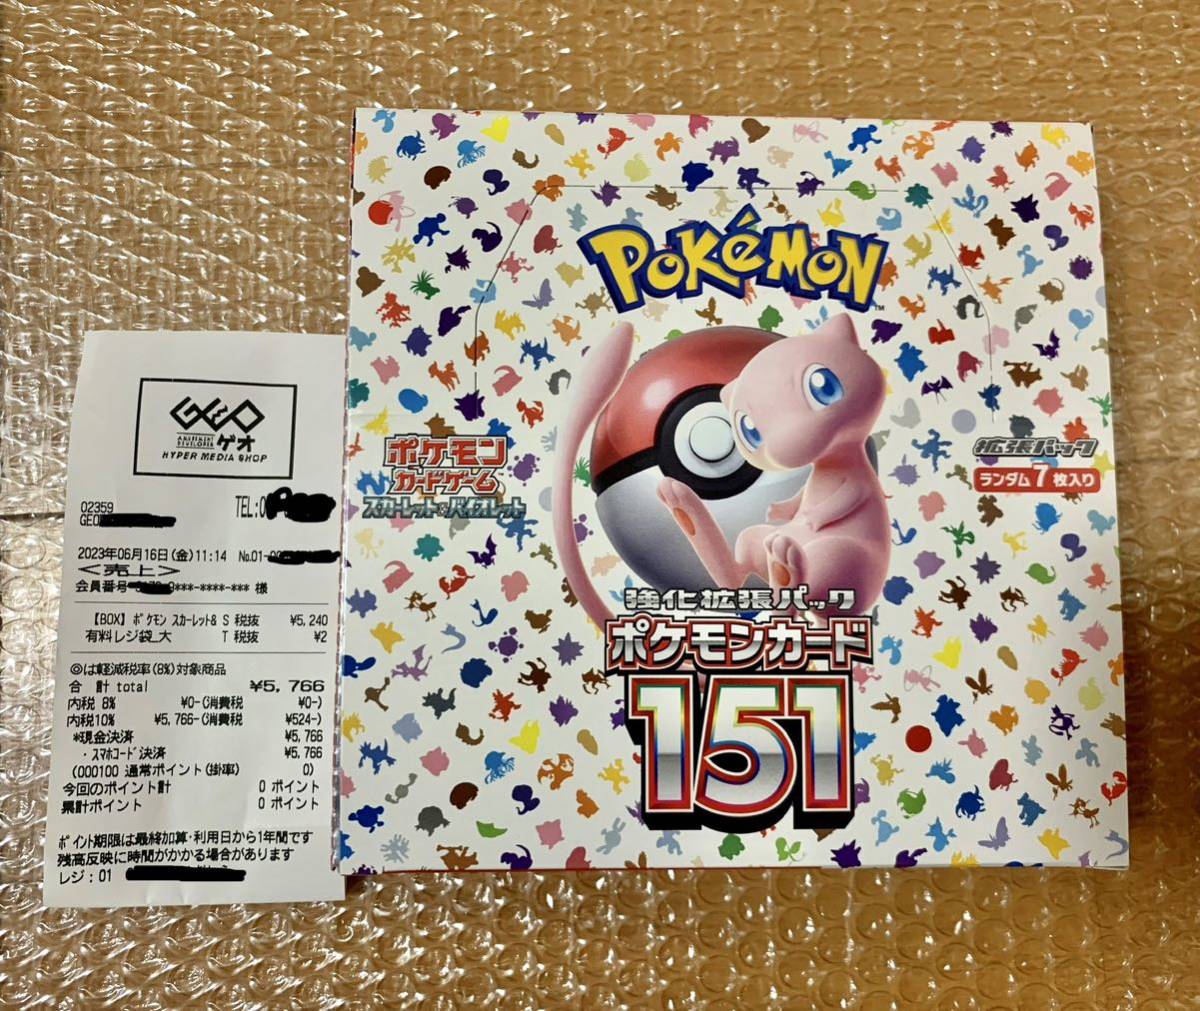 GEO
AMUSEMENT DEVELOPER ゲオ
HYPER MEDIA SHOP
02359 TEL:0
GEO
2023年06月16日(金)11:14 No.01-
<売上>
会員番号 ***-****-*** 様
【BOX】ポケモン スカーレット& S 税抜 ¥5,240
有料レジ袋_大 T 税抜 ¥2
◎は軽減税率(8%)対象商品
合 計 total ¥5,766
内税 8% ¥0-(消費税 ¥0-)
内税10% ¥5,766-(消費税 ¥524-)
*現金決済 ¥5,766
・スマホコード決済 ¥5,766
(000100 通常ポイント(掛率) 0)
今回のポイント計 0 ポイント
累計ポイント 0 ポイント
ポイント期限は最終加算・利用日から1年間です
残高反映に時間がかかる場合があります
レジ:01
POKéMON
TM
ポケモン
カードゲーム
スカーレット&バイオレット
拡張パック
ランダム7枚入り
強化拡張パック
ポケモンカード
151